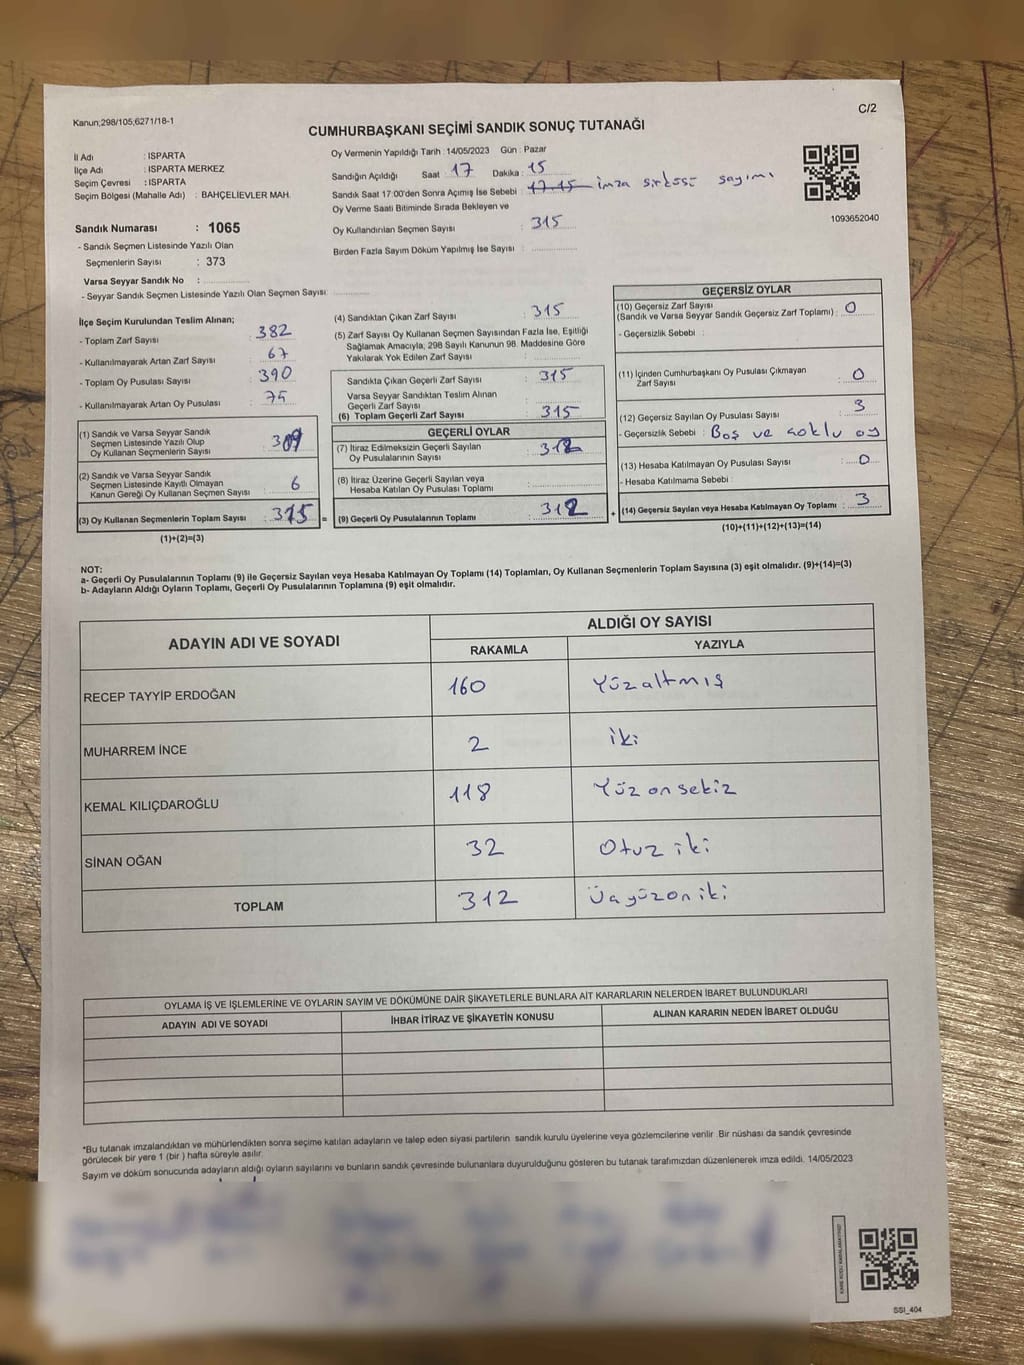 Kanun;298/105,6271/18-1
C/2
CUMHURBAŞKANI SEÇİMİ SANDIK SONUÇ TUTANAĞI
İl Adı : ISPARTA
İlçe Adı : ISPARTA MERKEZ
Seçim Çevresi : ISPARTA
Seçim Bölgesi (Mahalle Adı) : BAHÇELİEVLER MAH.
Sandık Numarası : 1065
- Sandık Seçmen Listesinde Yazılı Olan
Seçmenlerin Sayısı : 373
Varsa Seyyar Sandık No :
- Seyyar Sandık Seçmen Listesinde Yazılı Olan Seçmen Sayısı:
Oy Vermenin Yapıldığı Tarih : 14/05/2023 Gün : Pazar
Sandığın Açıldığı Saat : 17 Dakika : 15
Sandık Saat 17:00'den Sonra Açılmış İse Sebebi : 17.15 imza sirküsü sayımı
Oy Verme Saati Bitiminde Sırada Bekleyen ve
Oy Kullandırılan Seçmen Sayısı : 315
Birden Fazla Sayım Döküm Yapılmış İse Sayısı :
1093652040
İlçe Seçim Kurulundan Teslim Alınan;
- Toplam Zarf Sayısı : 382
- Kullanılmayarak Artan Zarf Sayısı : 67
- Toplam Oy Pusulası Sayısı : 390
- Kullanılmayarak Artan Oy Pusulası : 75
(1) Sandık ve Varsa Seyyar Sandık
Seçmen Listesinde Yazılı Olup
Oy Kullanan Seçmenlerin Sayısı : 309
(2) Sandık ve Varsa Seyyar Sandık
Seçmen Listesinde Kayıtlı Olmayan
Kanun Gereği Oy Kullanan Seçmen Sayısı : 6
(3) Oy Kullanan Seçmenlerin Toplam Sayısı : 315 =
(1)+(2)=(3)
(4) Sandıktan Çıkan Zarf Sayısı : 315
(5) Zarf Sayısı Oy Kullanan Seçmen Sayısından Fazla İse, Eşitliği
Sağlamak Amacıyla, 298 Sayılı Kanunun 98. Maddesine Göre
Yakılarak Yok Edilen Zarf Sayısı :
Sandıkta Çıkan Geçerli Zarf Sayısı : 315
Varsa Seyyar Sandıktan Teslim Alınan
Geçerli Zarf Sayısı :
(6) Toplam Geçerli Zarf Sayısı : 315
GEÇERLİ OYLAR
(7) İtiraz Edilmeksizin Geçerli Sayılan
Oy Pusulalarının Sayısı : 312
(8) İtiraz Üzerine Geçerli Sayılan veya
Hesaba Katılan Oy Pusulası Toplamı :
(9) Geçerli Oy Pusulalarının Toplamı : 312 +
GEÇERSİZ OYLAR
(10) Geçersiz Zarf Sayısı
(Sandık ve Varsa Seyyar Sandık Geçersiz Zarf Toplamı) : 0
- Geçersizlik Sebebi :
(11) İçinden Cumhurbaşkanı Oy Pusulası Çıkmayan
Zarf Sayısı : 0
(12) Geçersiz Sayılan Oy Pusulası Sayısı : 3
- Geçersizlik Sebebi : Boş ve çoklu oy
(13) Hesaba Katılmayan Oy Pusulası Sayısı : 0
- Hesaba Katılmama Sebebi :
(14) Geçersiz Sayılan veya Hesaba Katılmayan Oy Toplamı : 3
(10)+(11)+(12)+(13)=(14)
NOT:
a- Geçerli Oy Pusulalarının Toplamı (9) ile Geçersiz Sayılan veya Hesaba Katılmayan Oy Toplamı (14) Toplamları, Oy Kullanan Seçmenlerin Toplam Sayısına (3) eşit olmalıdır. (9)+(14)=(3)
b- Adayların Aldığı Oyların Toplamı, Geçerli Oy Pusulalarının Toplamına (9) eşit olmalıdır.
ADAYIN ADI VE SOYADI
ALDIĞI OY SAYISI
RAKAMLA YAZIYLA
RECEP TAYYİP ERDOĞAN 160 Yüzaltmış
MUHARREM İNCE 2 iki
KEMAL KILIÇDAROĞLU 118 Yüzonsekiz
SİNAN OĞAN 32 Otuz iki
TOPLAM 312 Üçyüzoniki
OYLAMA İŞ VE İŞLEMLERİNE VE OYLARIN SAYIM VE DÖKÜMÜNE DAİR ŞİKAYETLERLE BUNLARA AİT KARARLARIN NELERDEN İBARET BULUNDUKLARI
ADAYIN ADI VE SOYADI İHBAR İTİRAZ VE ŞİKAYETİN KONUSU ALINAN KARARIN NEDEN İBARET OLDUĞU
*Bu tutanak imzalandıktan ve mühürlendikten sonra seçime katılan adayların ve talep eden siyasi partilerin sandık kurulu üyelerine veya gözlemcilerine verilir. Bir nüshası da sandık çevresinde
görülecek bir yere 1 (bir) hafta süreyle asılır.
Sayım ve döküm sonucunda adayların aldığı oyların sayılarını ve bunların sandık çevresinde bulunanlara duyurulduğunu gösteren bu tutanak tarafımızdan düzenlenerek imza edildi. 14/05/2023
SSI_404